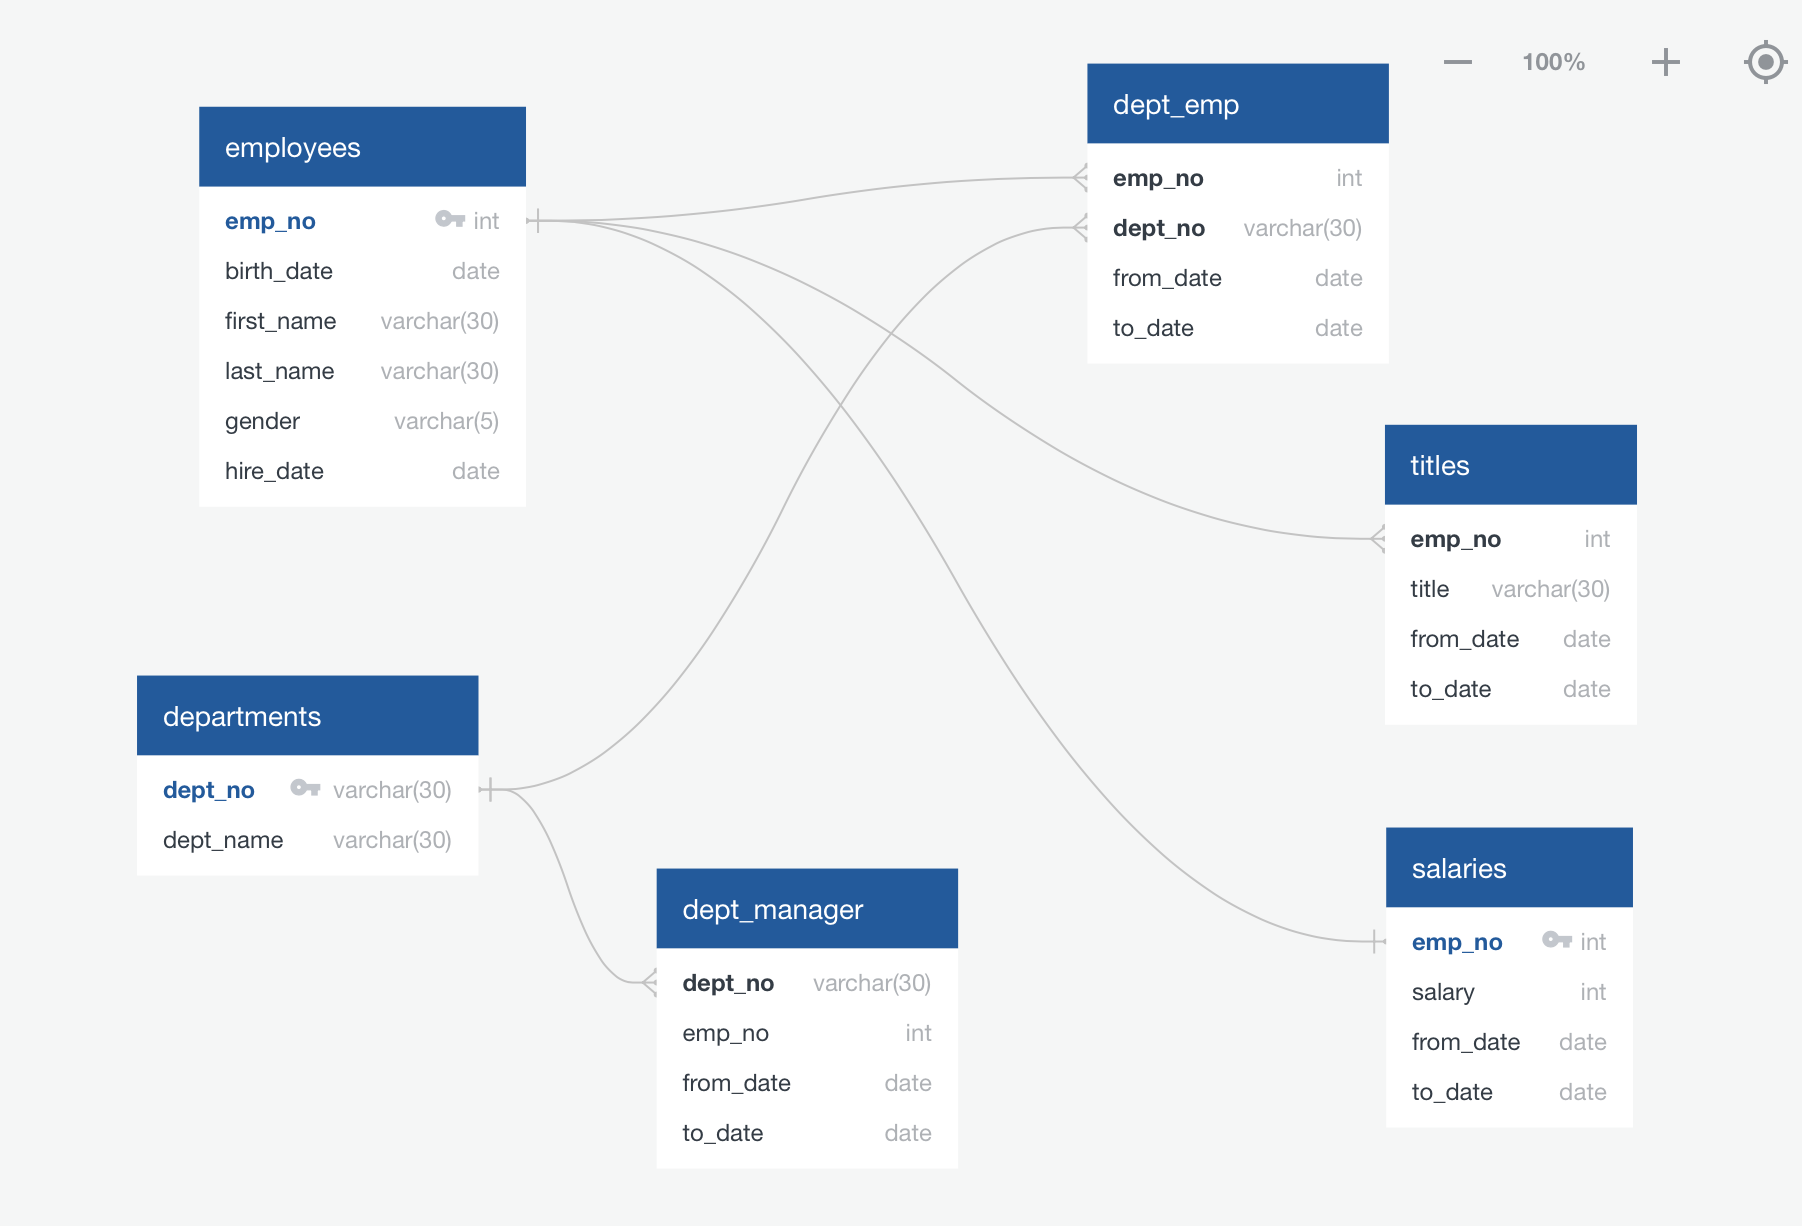 100%
employees
emp_no int
birth_date date
first_name varchar(30)
last_name varchar(30)
gender varchar(5)
hire_date date
dept_emp
emp_no int
dept_no varchar(30)
from_date date
to_date date
titles
emp_no int
title varchar(30)
from_date date
to_date date
departments
dept_no varchar(30)
dept_name varchar(30)
dept_manager
dept_no varchar(30)
emp_no int
from_date date
to_date date
salaries
emp_no int
salary int
from_date date
to_date date